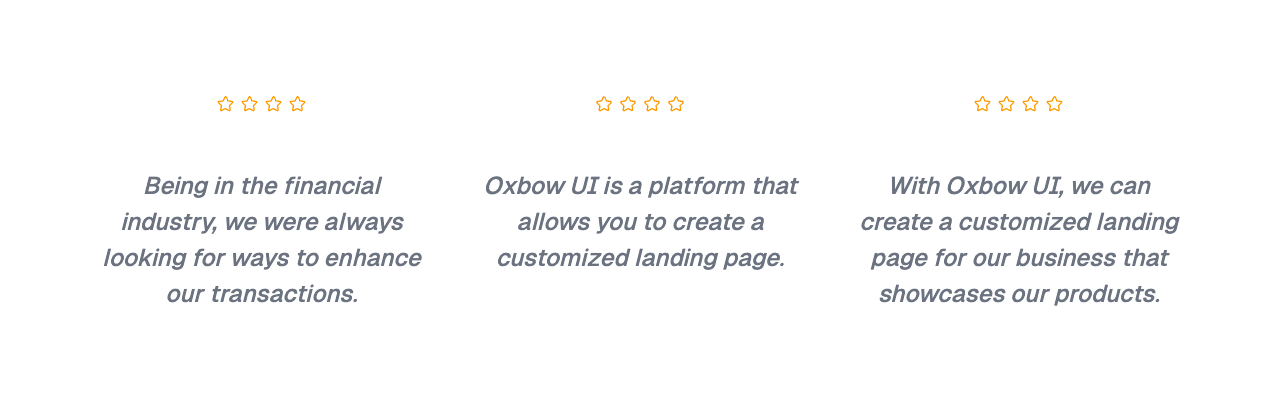 Being in the financial
industry, we were always
looking for ways to enhance
our transactions.
Oxbow UI is a platform that
allows you to create a
customized landing page.
With Oxbow UI, we can
create a customized landing
page for our business that
showcases our products.